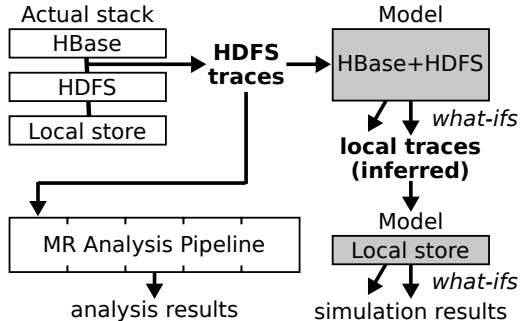 Actual stack
HBase
HDFS
Local store
HDFS
traces
Model
HBase+HDFS
what-ifs
local traces
(inferred)
Model
Local store
what-ifs
simulation results
MR Analysis Pipeline
analysis results